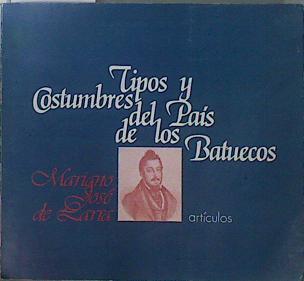 Tipos y
Costumbres
del País
de los
Batuecos
Mariano
José
de Larra
artículos